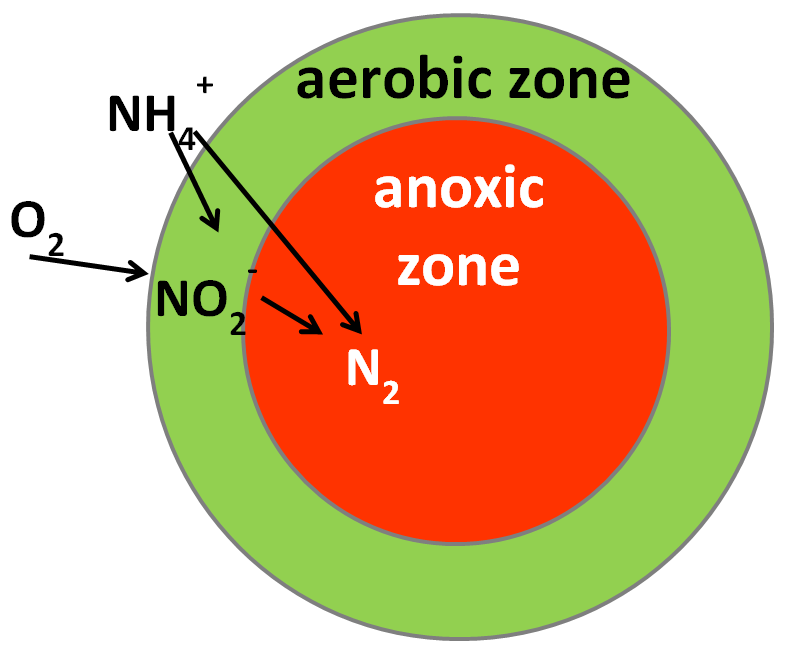 aerobic zone
NH₄⁺
anoxic
zone
O₂
NO₂⁻
N₂